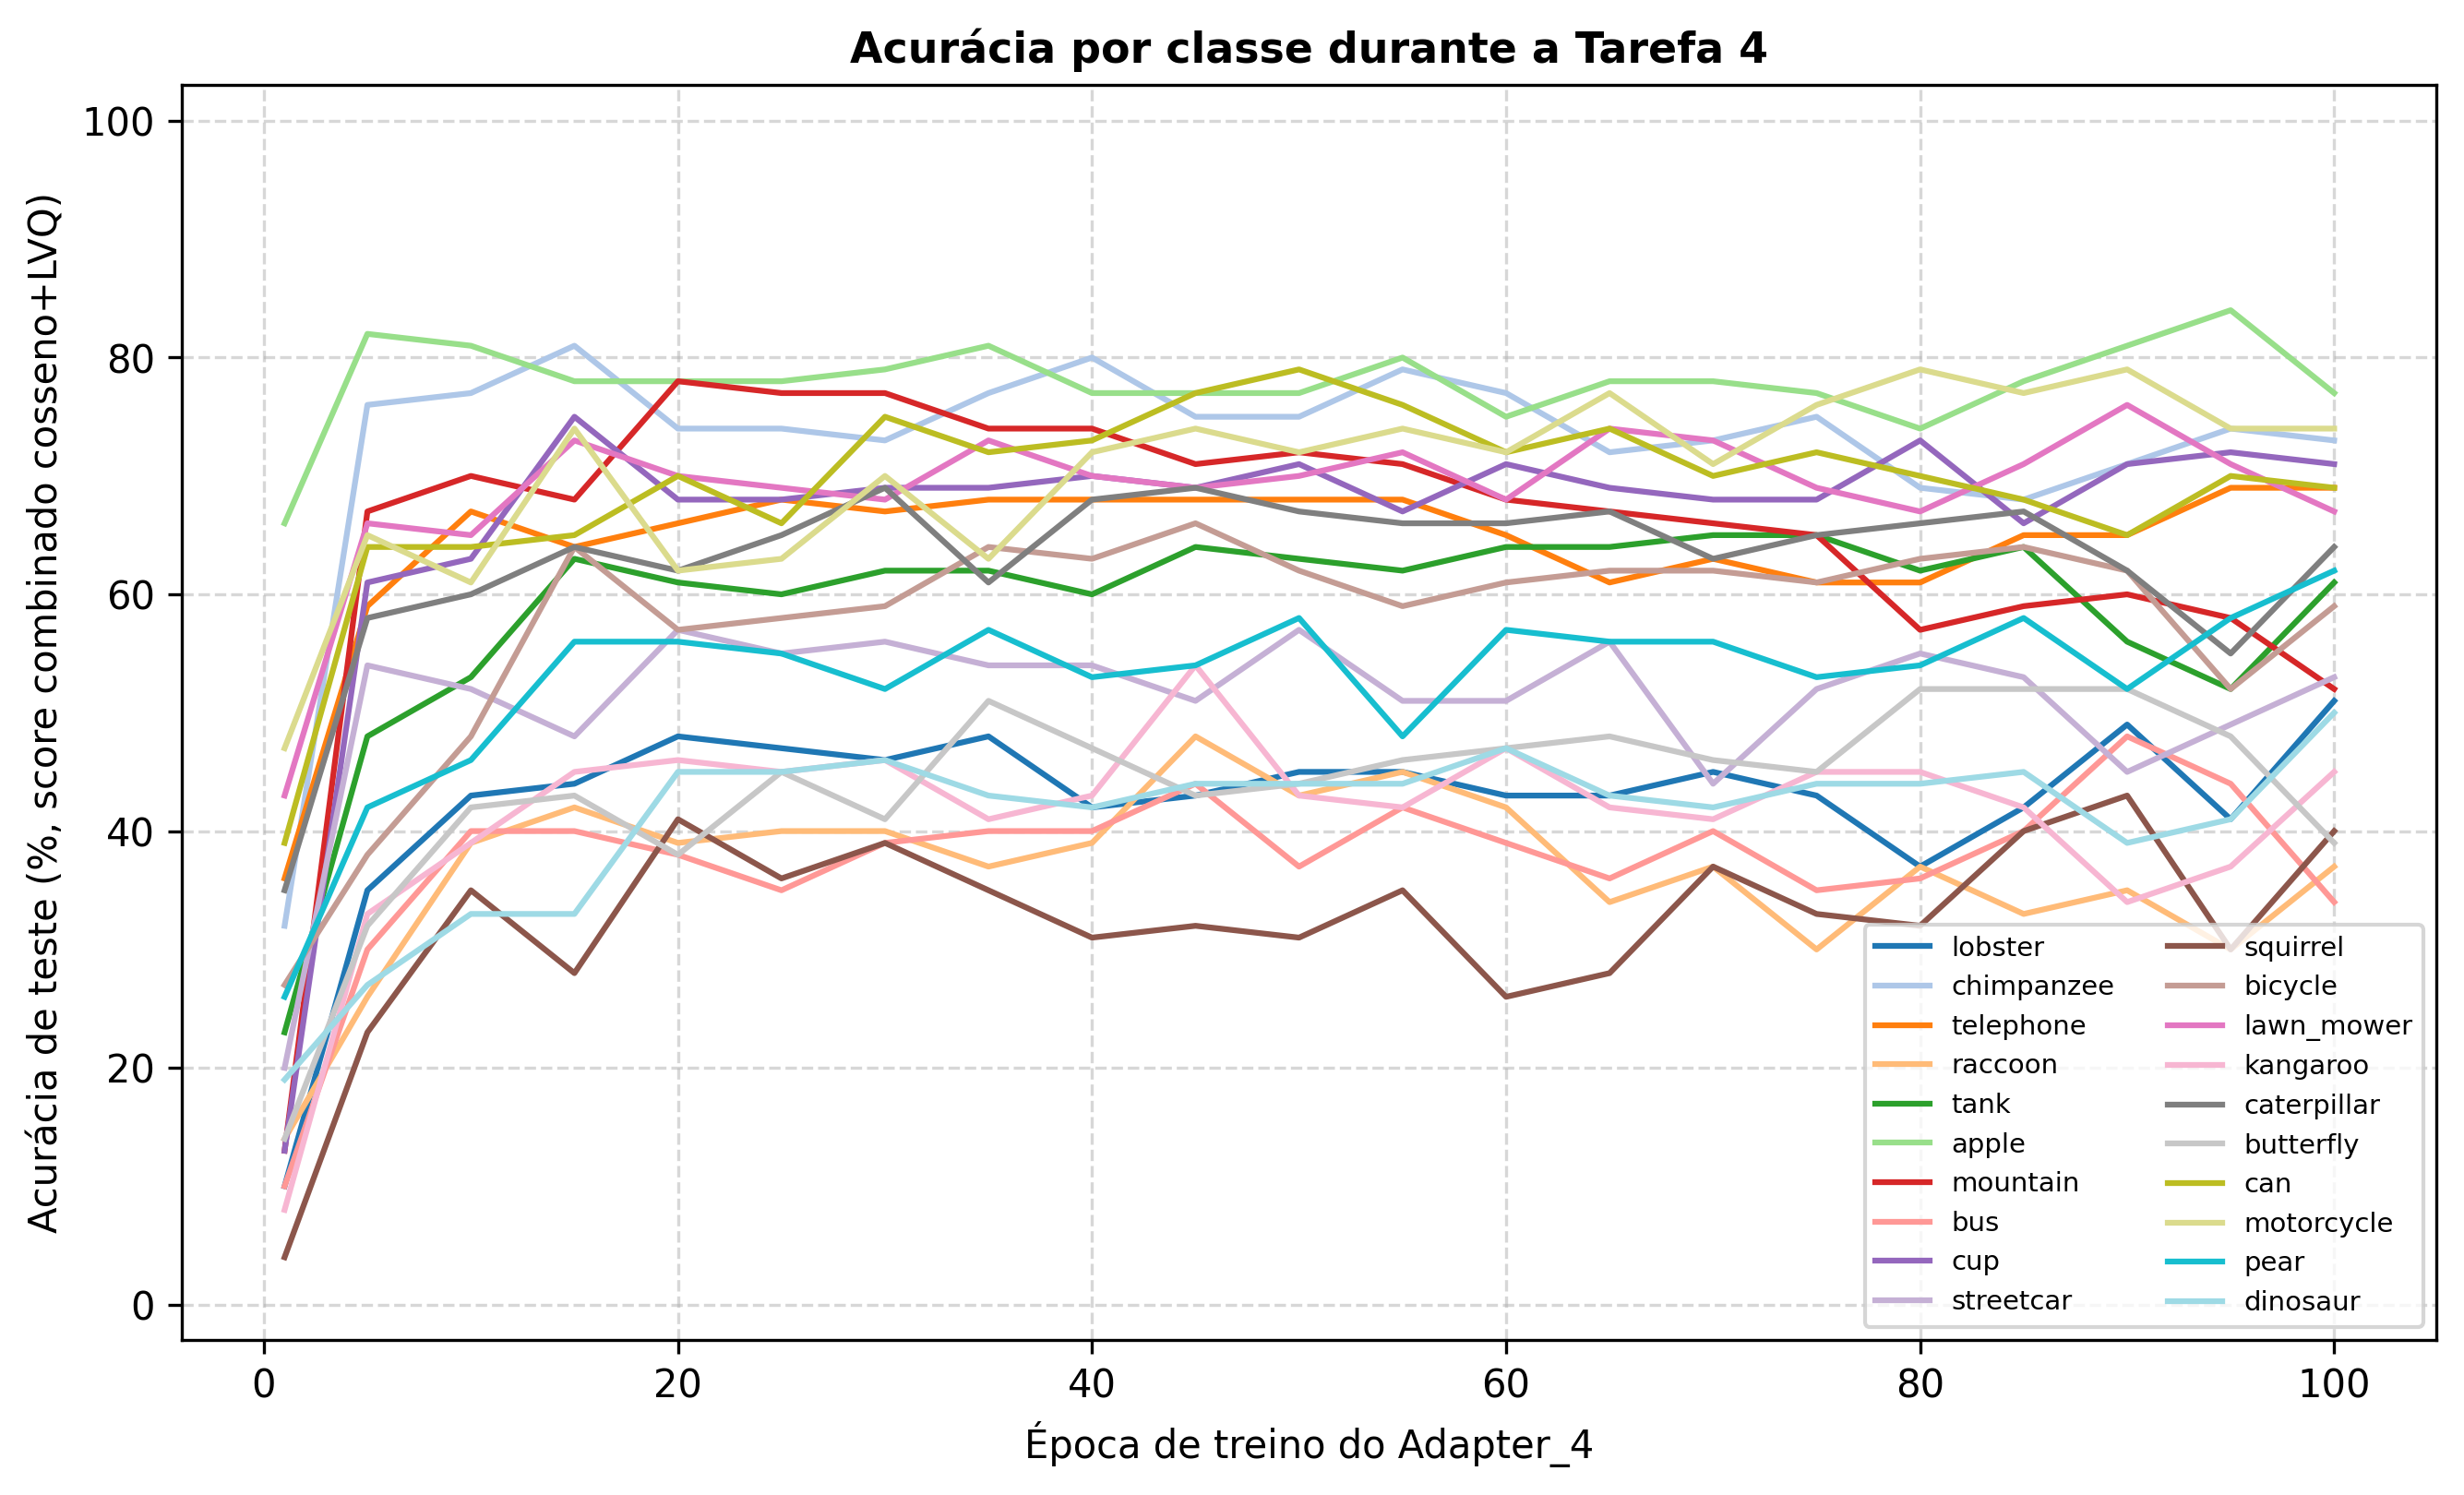 Acurácia por classe durante a Tarefa 4
Acurácia de teste (%, score combinado cosseno+LVQ)
100
80
60
40
20
0
0 20 40 60 80 100
Época de treino do Adapter_4
lobster
chimpanzee
telephone
raccoon
tank
apple
mountain
bus
cup
streetcar
squirrel
bicycle
lawn_mower
kangaroo
caterpillar
butterfly
can
motorcycle
pear
dinosaur